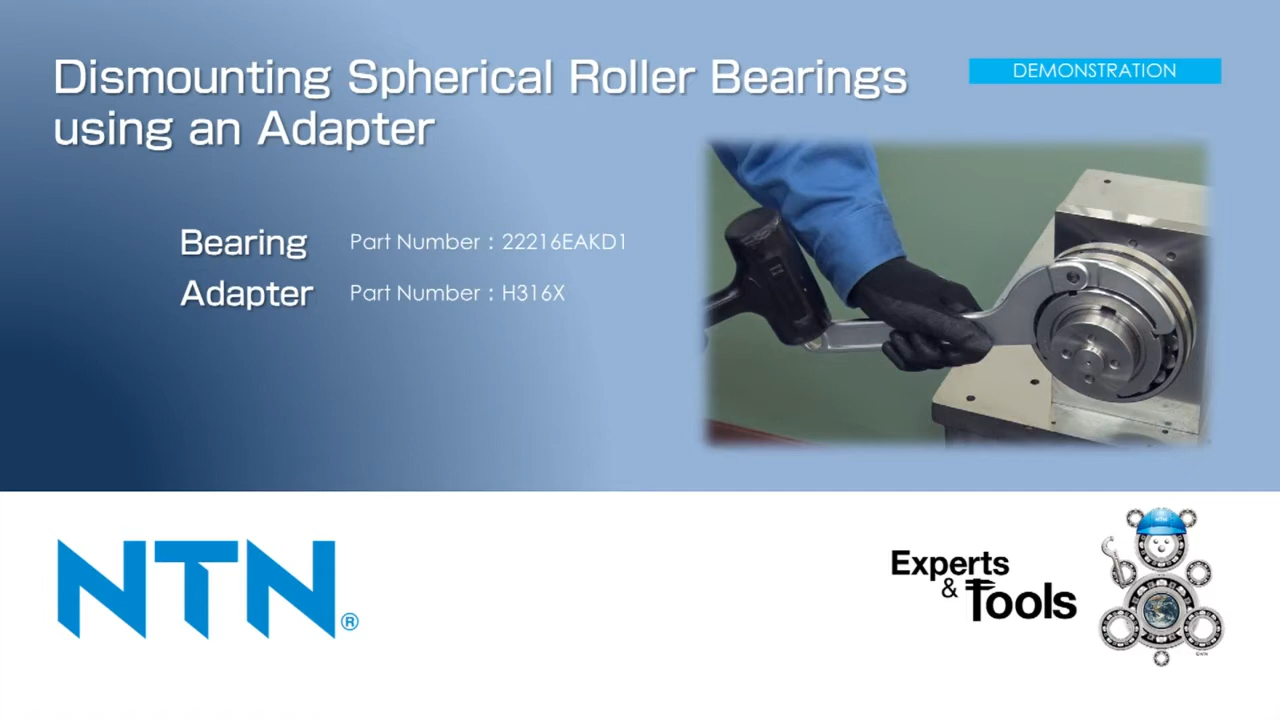 Dismounting Spherical Roller Bearings
using an Adapter
DEMONSTRATION
Bearing Part Number : 22216EAKD1
Adapter Part Number : H316X
NTN®
Experts
& Tools